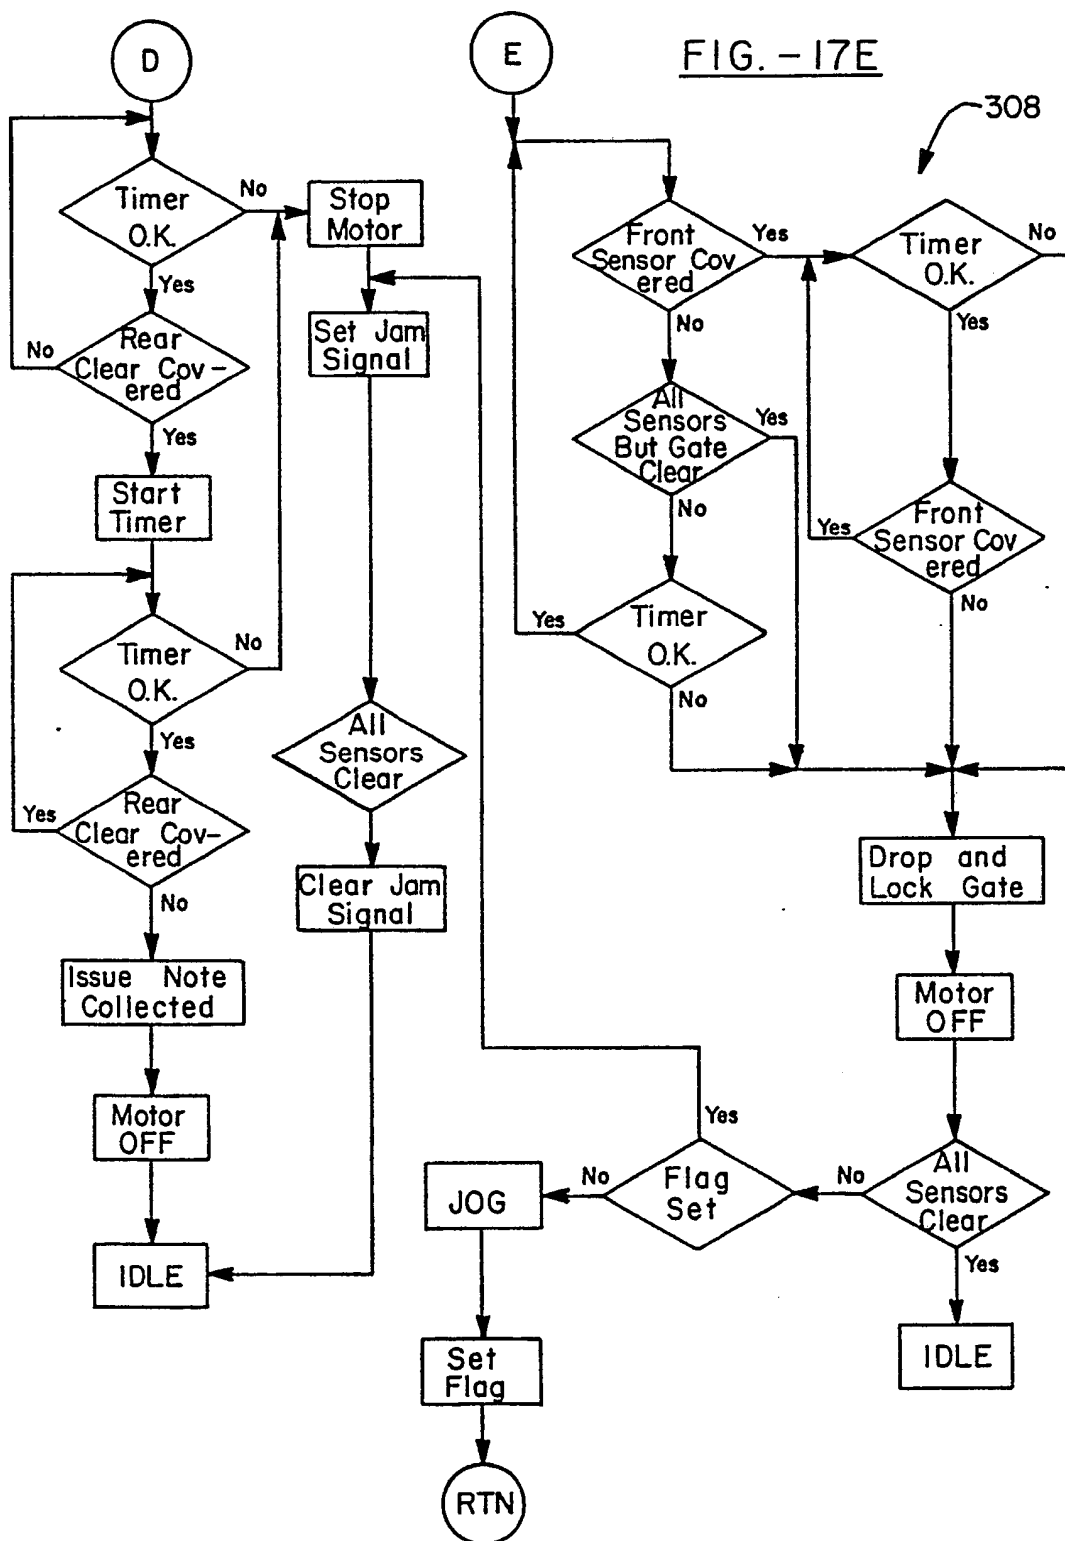 D
E
FIG. - 17E
308
Timer
O.K.
No
Yes
Rear
Clear Cov-
ered
No
Yes
Start
Timer
Timer
O.K.
No
Yes
Rear
Clear Cov-
ered
Yes
No
Issue Note
Collected
Motor
OFF
IDLE
Stop
Motor
Set Jam
Signal
All
Sensors
Clear
Clear Jam
Signal
Front
Sensor Cov
ered
Yes
No
All
Sensors
But Gate
Clear
Yes
No
Timer
O.K.
Yes
No
Timer
O.K.
No
Yes
Front
Sensor Cov
ered
Yes
No
Drop and
Lock Gate
Motor
OFF
All
Sensors
Clear
No
Yes
IDLE
Flag
Set
Yes
No
JOG
Set
Flag
RTN